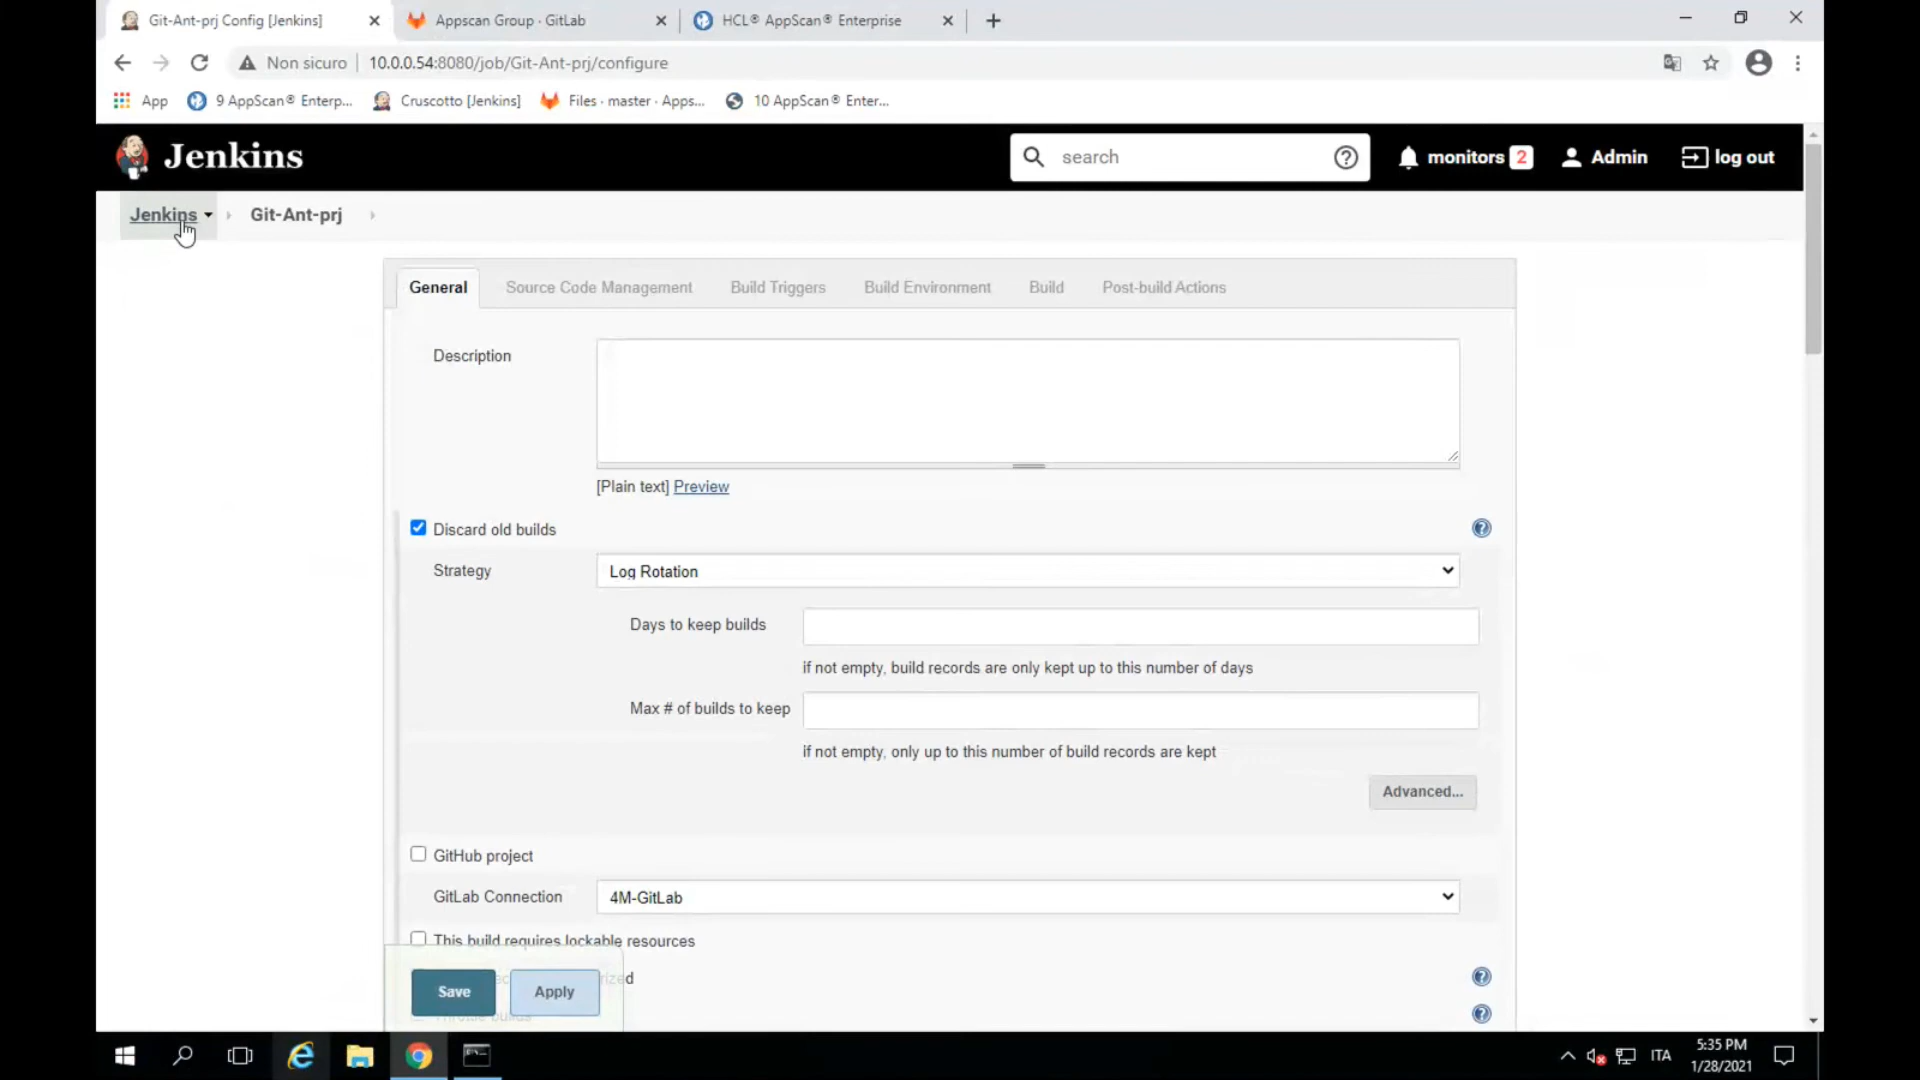 Git-Ant-prj Config [Jenkins]
Appscan Group · GitLab
HCL® AppScan® Enterprise
Non sicuro
10.0.0.54:8080/job/Git-Ant-prj/configure
App
9 AppScan® Enterp...
Cruscotto [Jenkins]
Files · master · Apps...
10 AppScan® Enter...
Jenkins
search
monitors 2
Admin
log out
Jenkins
Git-Ant-prj
General
Source Code Management
Build Triggers
Build Environment
Build
Post-build Actions
Description
[Plain text] Preview
Discard old builds
Strategy
Log Rotation
Days to keep builds
if not empty, build records are only kept up to this number of days
Max # of builds to keep
if not empty, only up to this number of build records are kept
Advanced...
GitHub project
GitLab Connection
4M-GitLab
This build requires lockable resources
Save
Apply
ITA
5:35 PM
1/28/2021